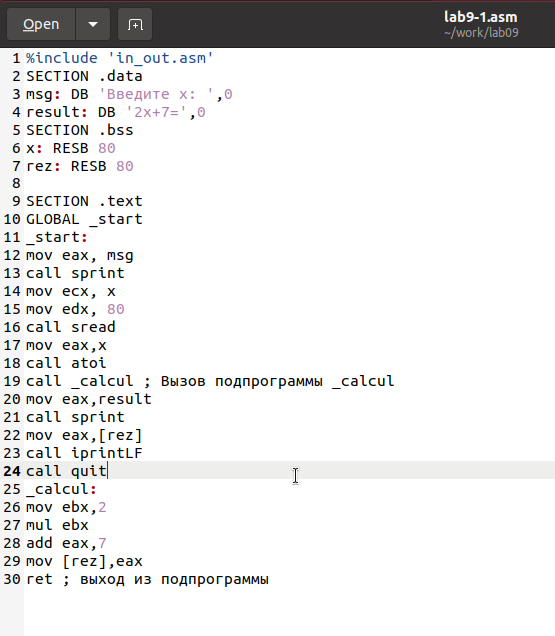 Open
lab9-1.asm
~/work/lab09
1 %include 'in_out.asm'
2 SECTION .data
3 msg: DB 'Введите x: ',0
4 result: DB '2x+7=',0
5 SECTION .bss
6 x: RESB 80
7 rez: RESB 80
8
9 SECTION .text
10 GLOBAL _start
11 _start:
12 mov eax, msg
13 call sprint
14 mov ecx, x
15 mov edx, 80
16 call sread
17 mov eax,x
18 call atoi
19 call _calcul ; Вызов подпрограммы _calcul
20 mov eax,result
21 call sprint
22 mov eax,[rez]
23 call iprintLF
24 call quit
25 _calcul:
26 mov ebx,2
27 mul ebx
28 add eax,7
29 mov [rez],eax
30 ret ; выход из подпрограммы